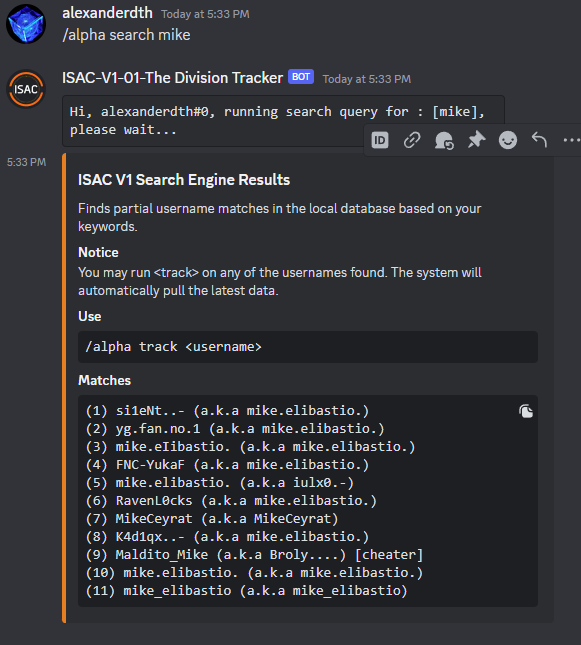 alexanderdth Today at 5:33 PM
/alpha search mike
ISAC
ISAC-V1-01-The Division Tracker BOT Today at 5:33 PM
Hi, alexanderdth#0, running search query for : [mike],
please wait...
ID
5:33 PM
ISAC V1 Search Engine Results
Finds partial username matches in the local database based on your
keywords.
Notice
You may run <track> on any of the usernames found. The system will
automatically pull the latest data.
Use
/alpha track <username>
Matches
(1) si1eNt..- (a.k.a mike.elibastio.)
(2) yg.fan.no.1 (a.k.a mike.elibastio.)
(3) mike.eIibastio. (a.k.a mike.elibastio.)
(4) FNC-YukaF (a.k.a mike.elibastio.)
(5) mike.elibastio. (a.k.a iulx0.-)
(6) RavenL0cks (a.k.a mike.elibastio.)
(7) MikeCeyrat (a.k.a MikeCeyrat)
(8) K4d1qx..- (a.k.a mike.elibastio.)
(9) Maldito_Mike (a.k.a Broly....) [cheater]
(10) mike.elibastio. (a.k.a mike.elibastio.)
(11) mike_elibastio (a.k.a mike_elibastio)